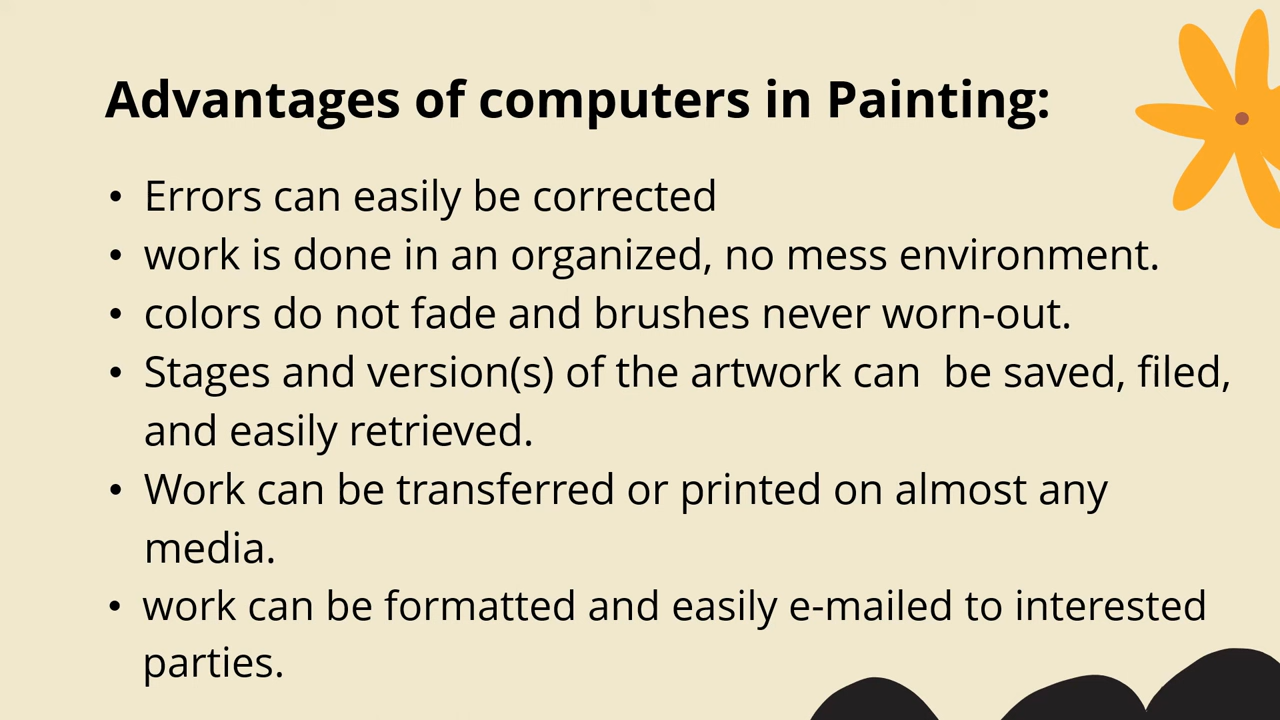 Advantages of computers in Painting:
• Errors can easily be corrected
• work is done in an organized, no mess environment.
• colors do not fade and brushes never worn-out.
• Stages and version(s) of the artwork can  be saved, filed,
and easily retrieved.
• Work can be transferred or printed on almost any
media.
• work can be formatted and easily e-mailed to interested
parties.